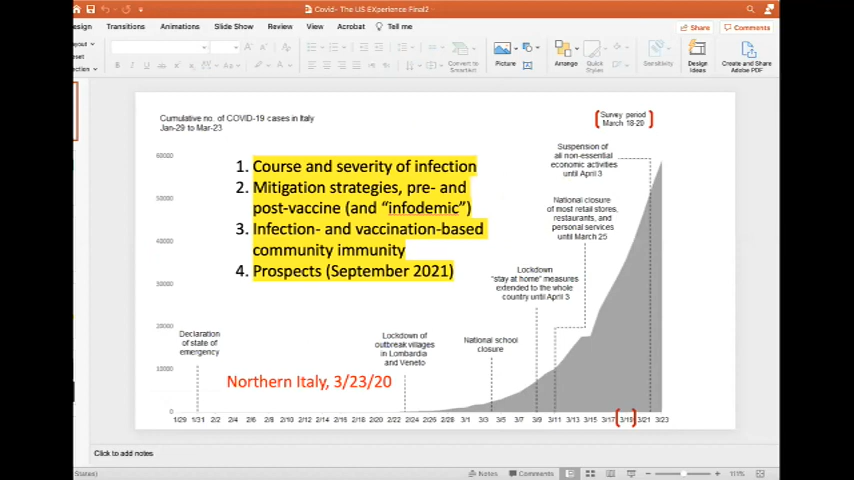 Covid- The US EXperience Final2
Design
Transitions
Animations
Slide Show
Review
View
Acrobat
Tell me
Share
Comments
Convert to
SmartArt
Picture
Arrange
Quick
Styles
Sensitivity
Design
Ideas
Create and Share
Adobe PDF
Cumulative no. of COVID-19 cases in Italy
Jan-29 to Mar-23
Survey period
March 18-20
1. Course and severity of infection
2. Mitigation strategies, pre- and
post-vaccine (and “infodemic”)
3. Infection- and vaccination-based
community immunity
4. Prospects (September 2021)
Suspension of
all non-essential
economic activities
until April 3
National closure
of most retail stores,
restaurants, and
personal services
until March 25
Lockdown
“stay at home” measures
extended to the whole
country until April 3
Declaration
of state of
emergency
Lockdown of
outbreak villages
in Lombardia
and Veneto
National school
closure
Northern Italy, 3/23/20
60000
50000
40000
30000
20000
10000
0
1/29 1/31 2/2 2/4 2/6 2/8 2/10 2/12 2/14 2/16 2/18 2/20 2/22 2/24 2/26 2/28 3/1 3/3 3/5 3/7 3/9 3/11 3/13 3/15 3/17 3/19 3/21 3/23
Click to add notes
States)
Notes
Comments
111%